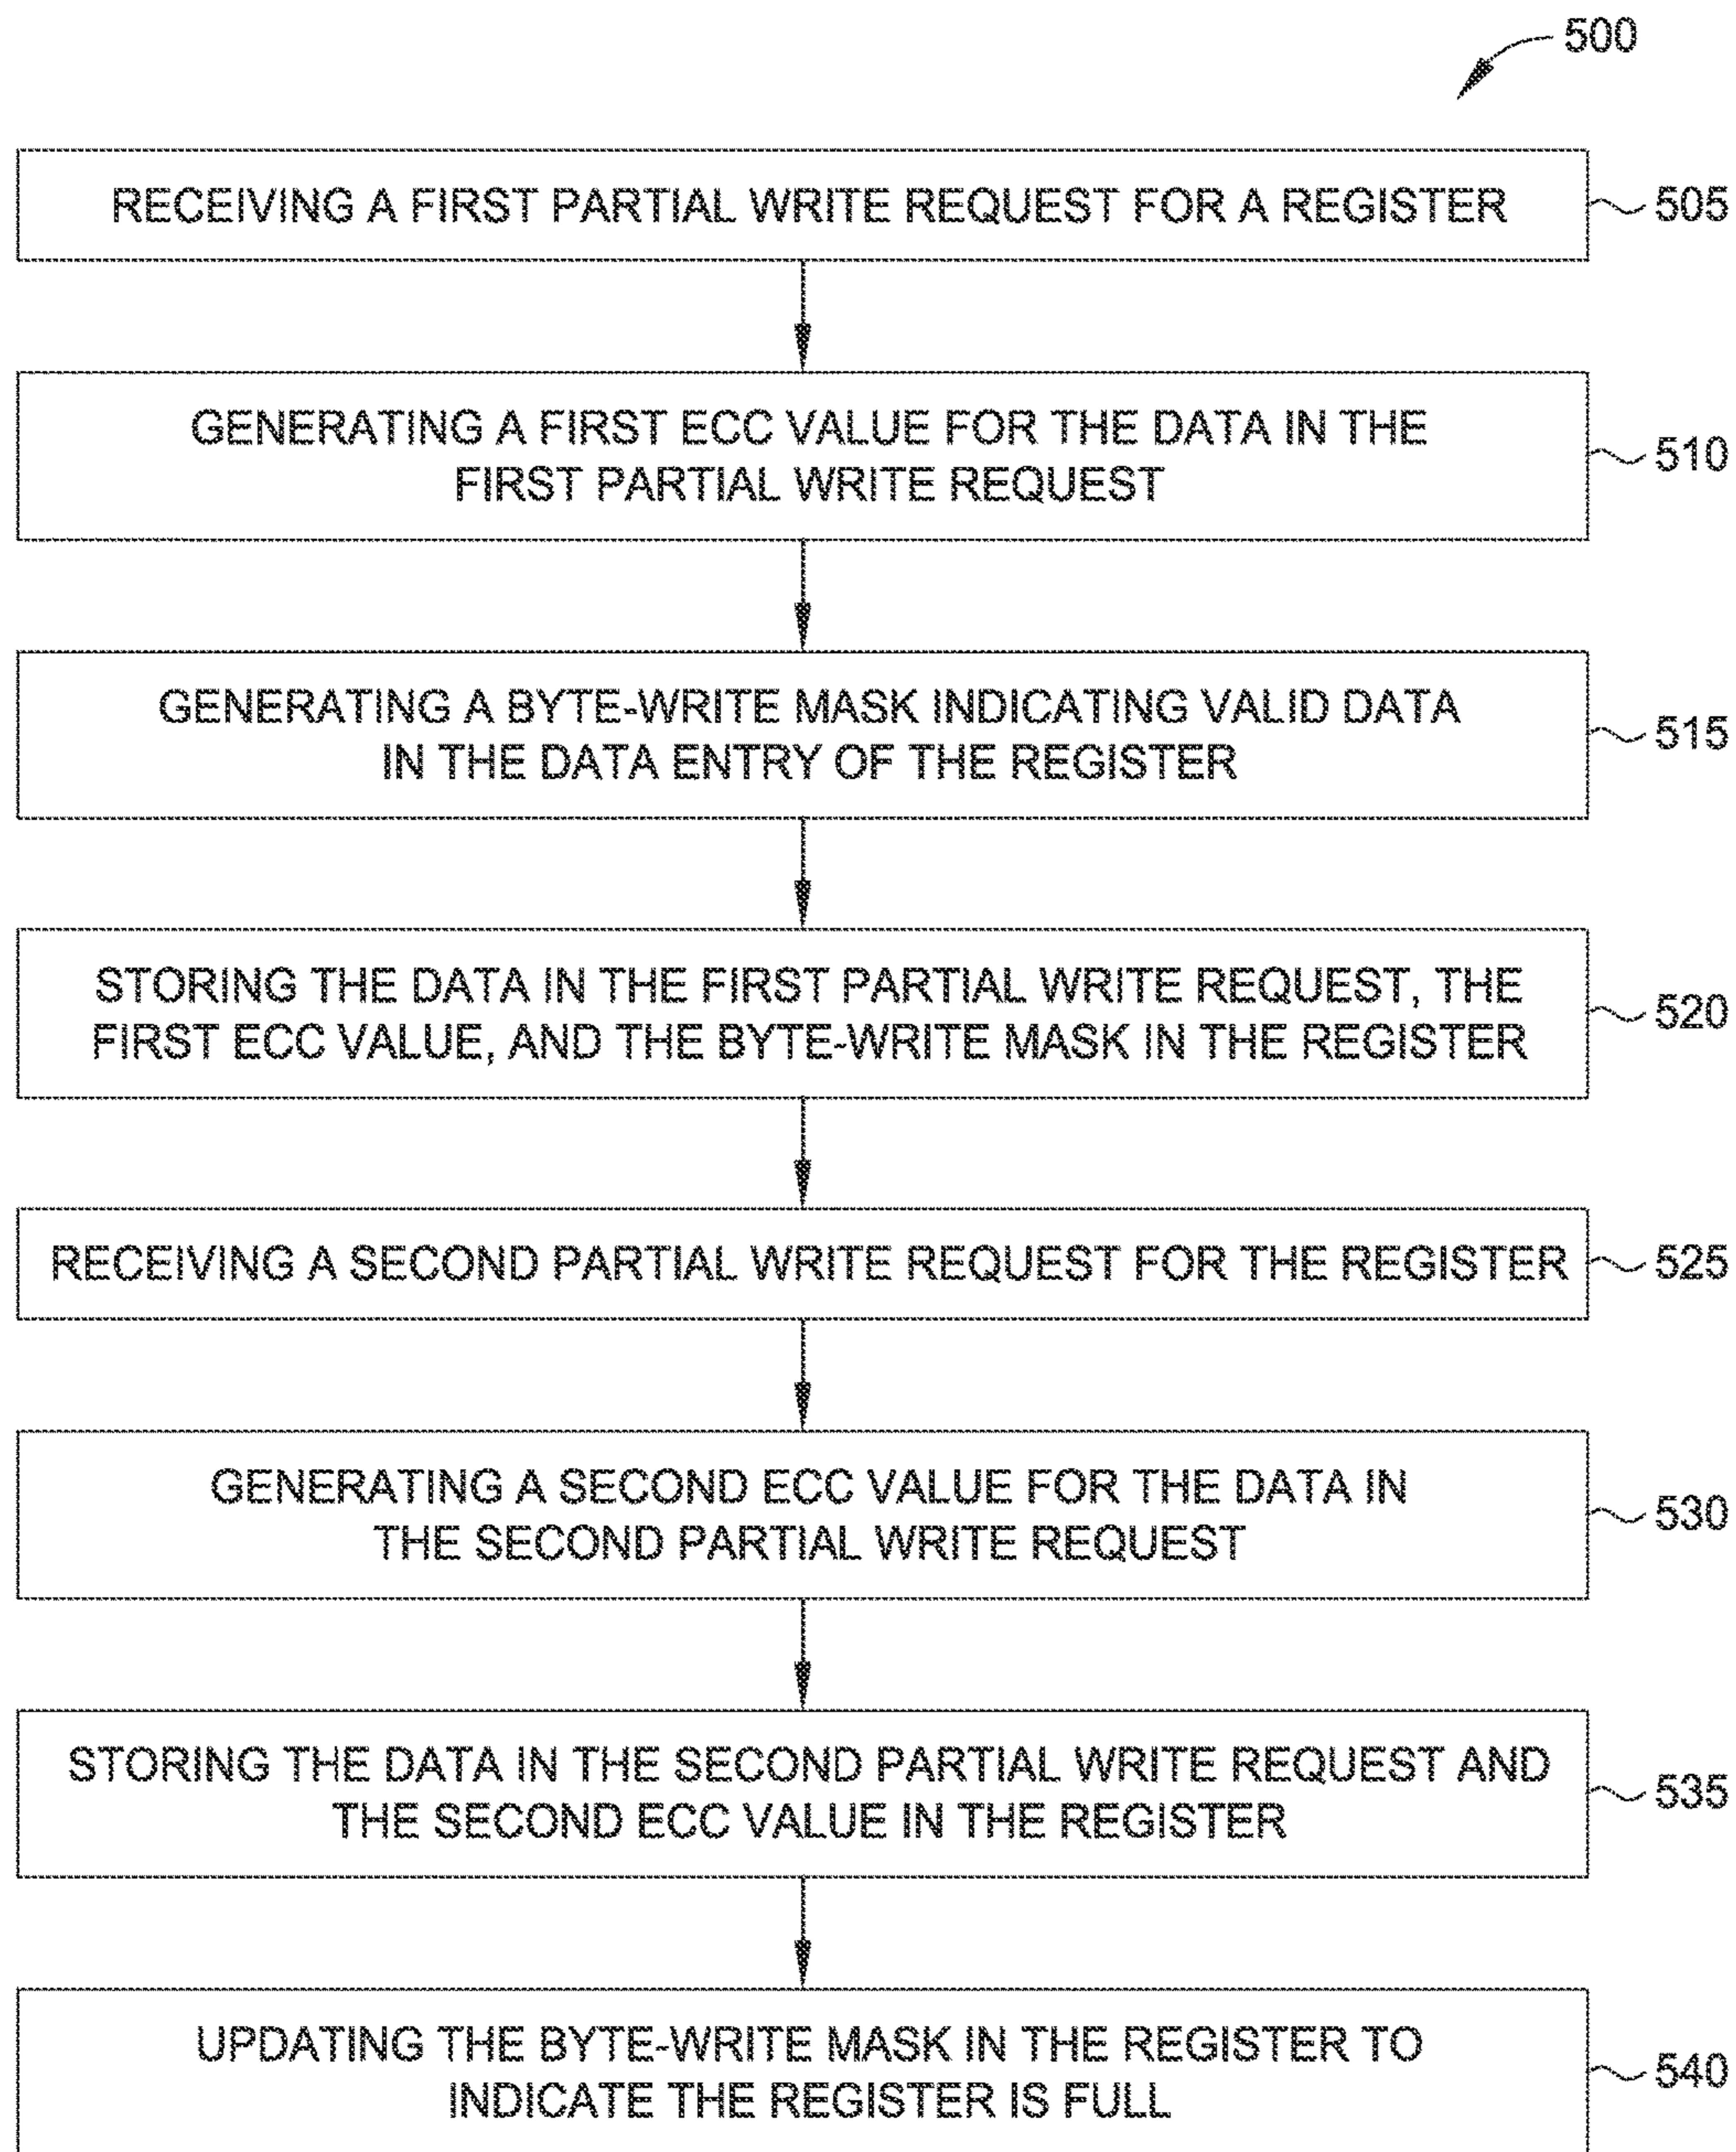 500
RECEIVING A FIRST PARTIAL WRITE REQUEST FOR A REGISTER
505
GENERATING A FIRST ECC VALUE FOR THE DATA IN THE
FIRST PARTIAL WRITE REQUEST
510
GENERATING A BYTE-WRITE MASK INDICATING VALID DATA
IN THE DATA ENTRY OF THE REGISTER
515
STORING THE DATA IN THE FIRST PARTIAL WRITE REQUEST, THE
FIRST ECC VALUE, AND THE BYTE-WRITE MASK IN THE REGISTER
520
RECEIVING A SECOND PARTIAL WRITE REQUEST FOR THE REGISTER
525
GENERATING A SECOND ECC VALUE FOR THE DATA IN
THE SECOND PARTIAL WRITE REQUEST
530
STORING THE DATA IN THE SECOND PARTIAL WRITE REQUEST AND
THE SECOND ECC VALUE IN THE REGISTER
535
UPDATING THE BYTE-WRITE MASK IN THE REGISTER TO
INDICATE THE REGISTER IS FULL
540